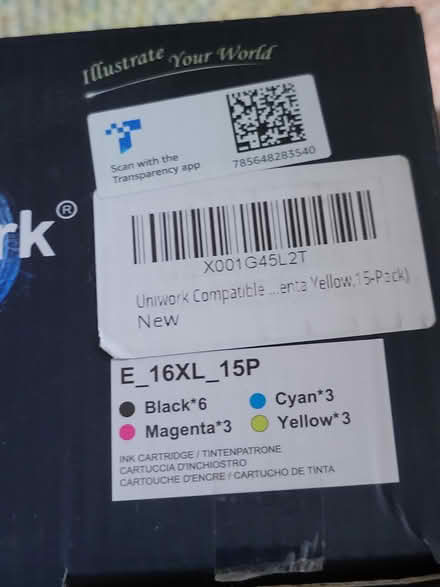 Illustrate Your World
Scan with the
Transparency app
785648283540
rk®
X001G45L2T
Uniwork Compatible ...enta Yellow,15-Pack)
New
E_16XL_15P
Black*6
Cyan*3
Magenta*3
Yellow*3
INK CARTRIDGE / TINTENPATRONE
CARTUCCIA D'INCHIOSTRO
CARTOUCHE D'ENCRE / CARTUCHO DE TINTA